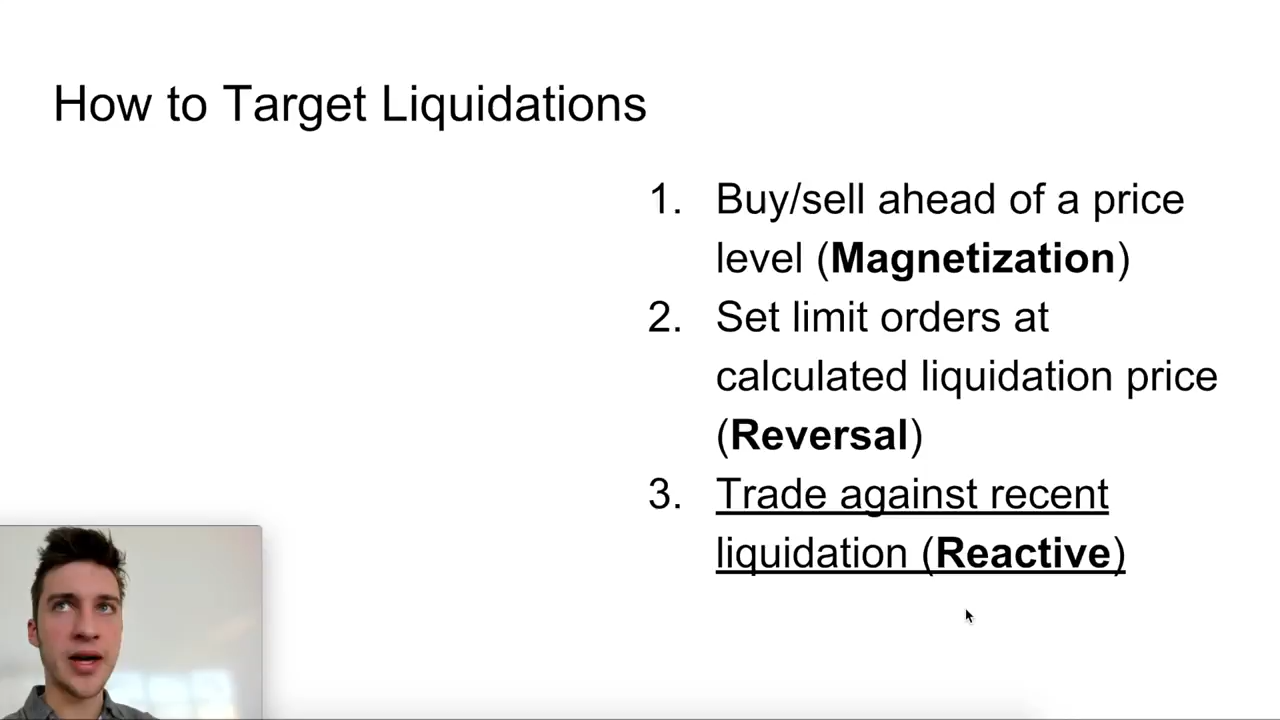 How to Target Liquidations
1. Buy/sell ahead of a price
level (Magnetization)
2. Set limit orders at
calculated liquidation price
(Reversal)
3. Trade against recent
liquidation (Reactive)